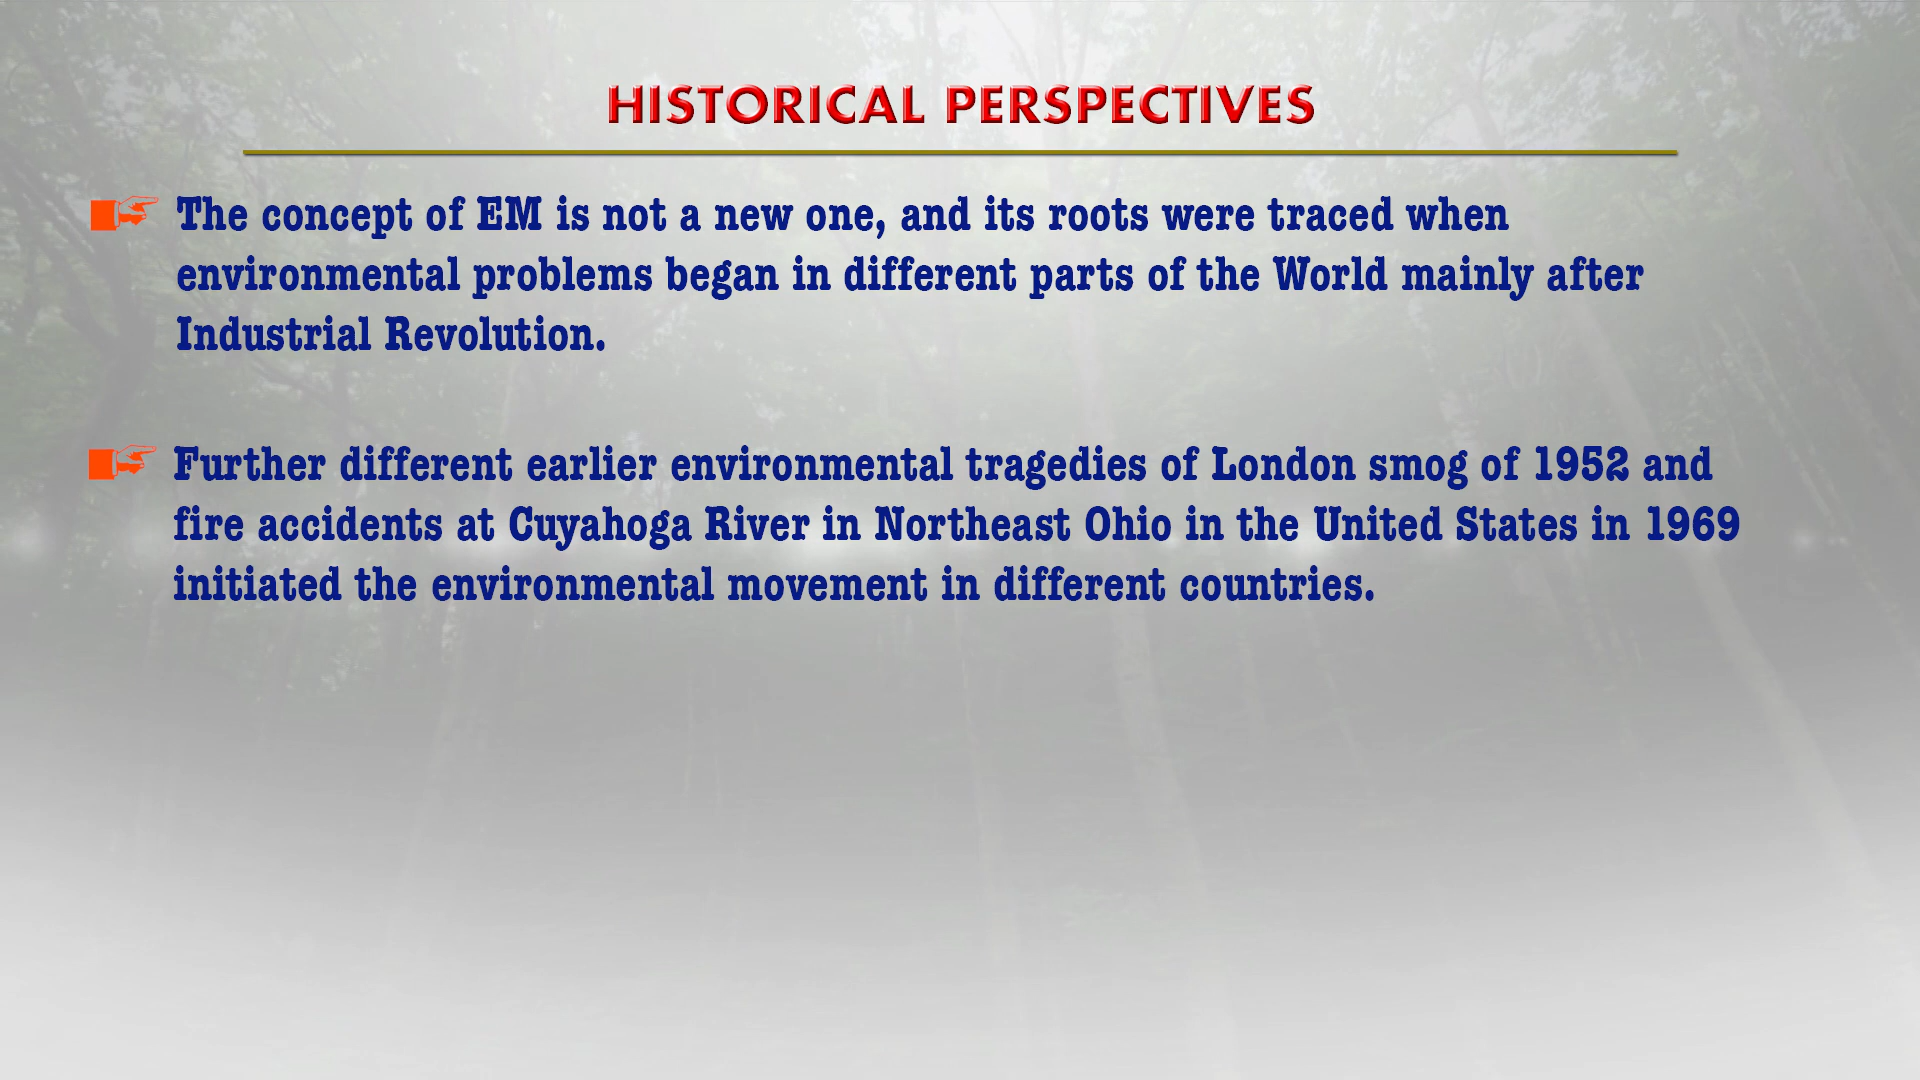 HISTORICAL PERSPECTIVES
The concept of EM is not a new one, and its roots were traced when
environmental problems began in different parts of the World mainly after
Industrial Revolution.
Further different earlier environmental tragedies of London smog of 1952 and
fire accidents at Cuyahoga River in Northeast Ohio in the United States in 1969
initiated the environmental movement in different countries.